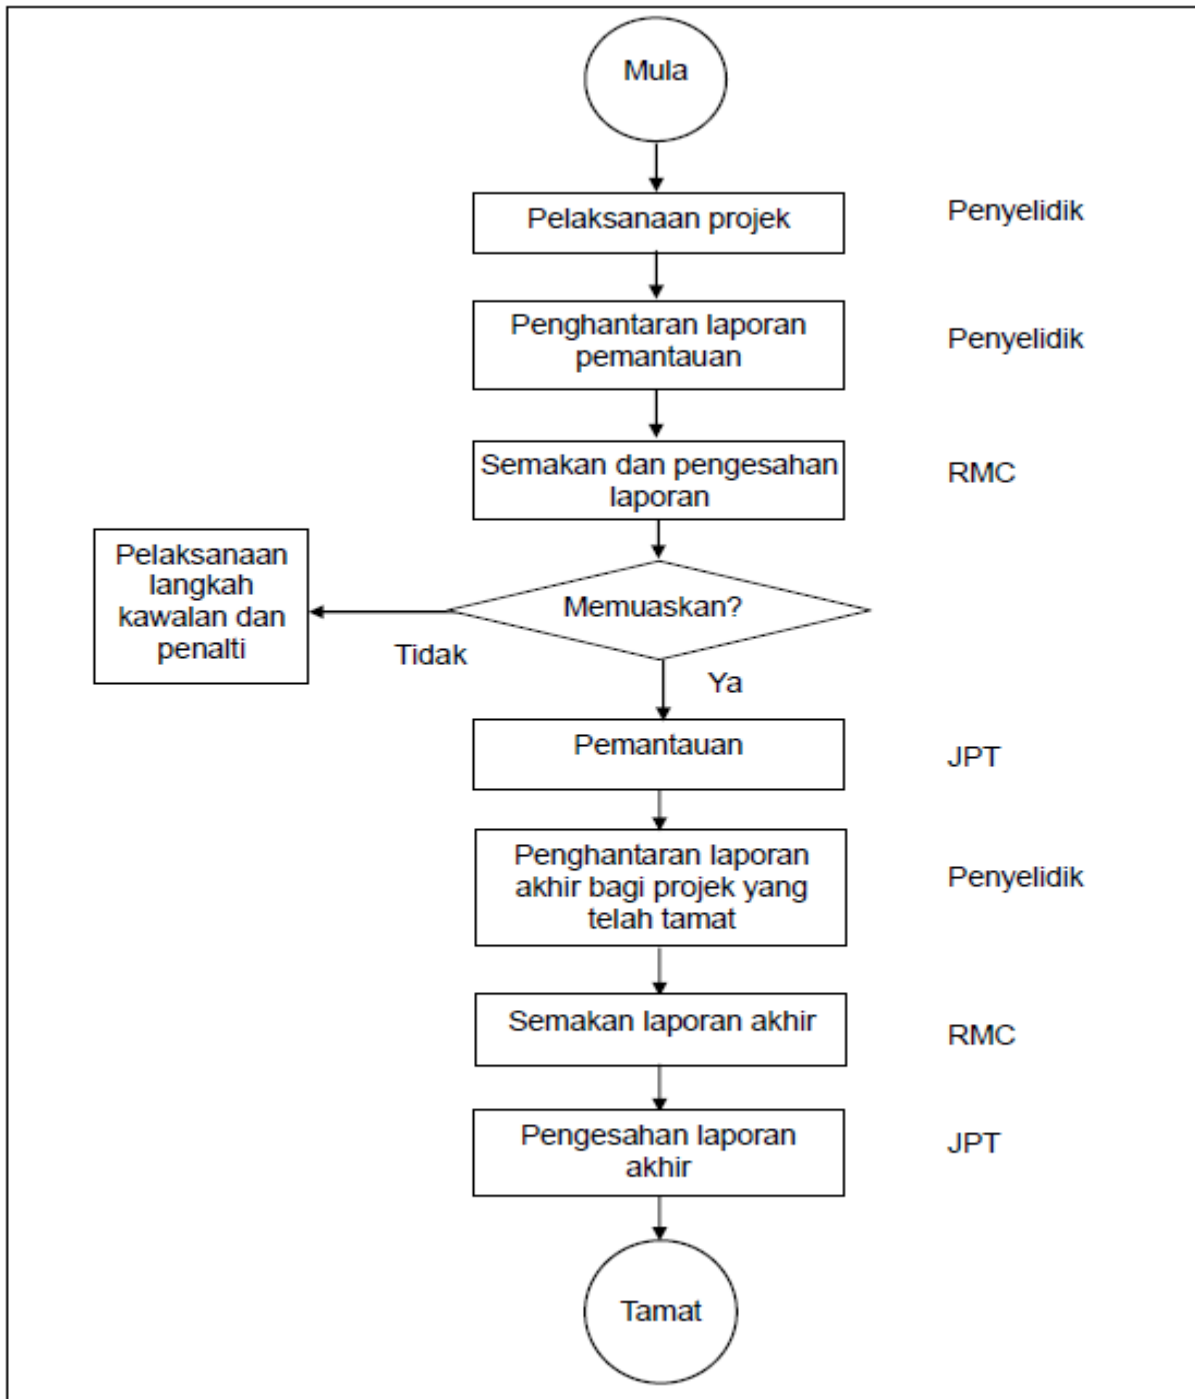 Mula
Pelaksanaan projek
Penyelidik
Penghantaran laporan
pemantauan
Penyelidik
Semakan dan pengesahan
laporan
RMC
Pelaksanaan
langkah
kawalan dan
penalti
Memuaskan?
Tidak
Ya
Pemantauan
JPT
Penghantaran laporan
akhir bagi projek yang
telah tamat
Penyelidik
Semakan laporan akhir
RMC
Pengesahan laporan
akhir
JPT
Tamat